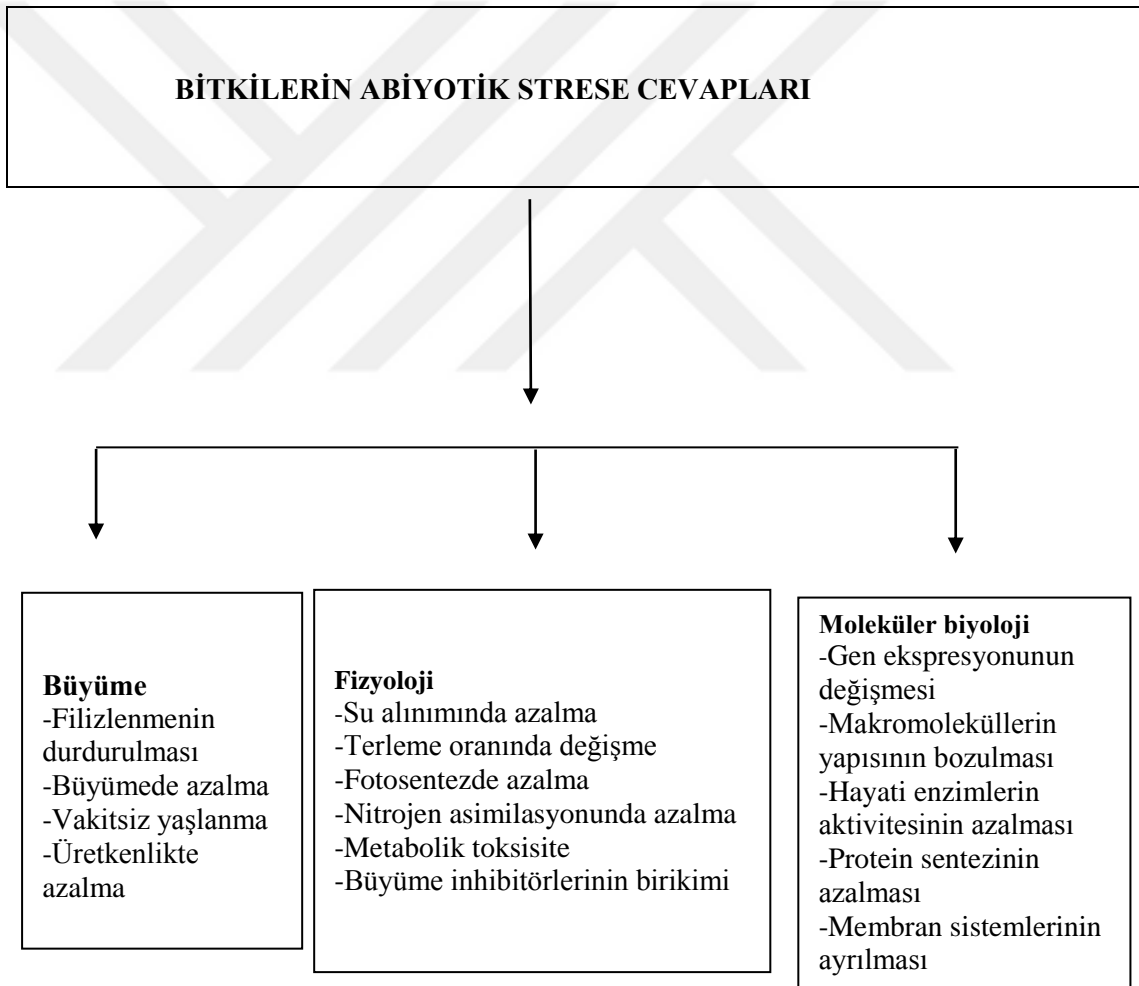 BİTKİLERİN ABİYOTİK STRESE CEVAPLARI
Büyüme
-Filizlenmenin
durdurulması
-Büyümede azalma
-Vakitsiz yaşlanma
-Üretkenlikte
azalma
Fizyoloji
-Su alınımında azalma
-Terleme oranında değişme
-Fotosentezde azalma
-Nitrojen asimilasyonunda azalma
-Metabolik toksisite
-Büyüme inhibitörlerinin birikimi
Moleküler biyoloji
-Gen ekspresyonunun
değişmesi
-Makromoleküllerin
yapısının bozulması
-Hayati enzimlerin
aktivitesinin azalması
-Protein sentezinin
azalması
-Membran sistemlerinin
ayrılması